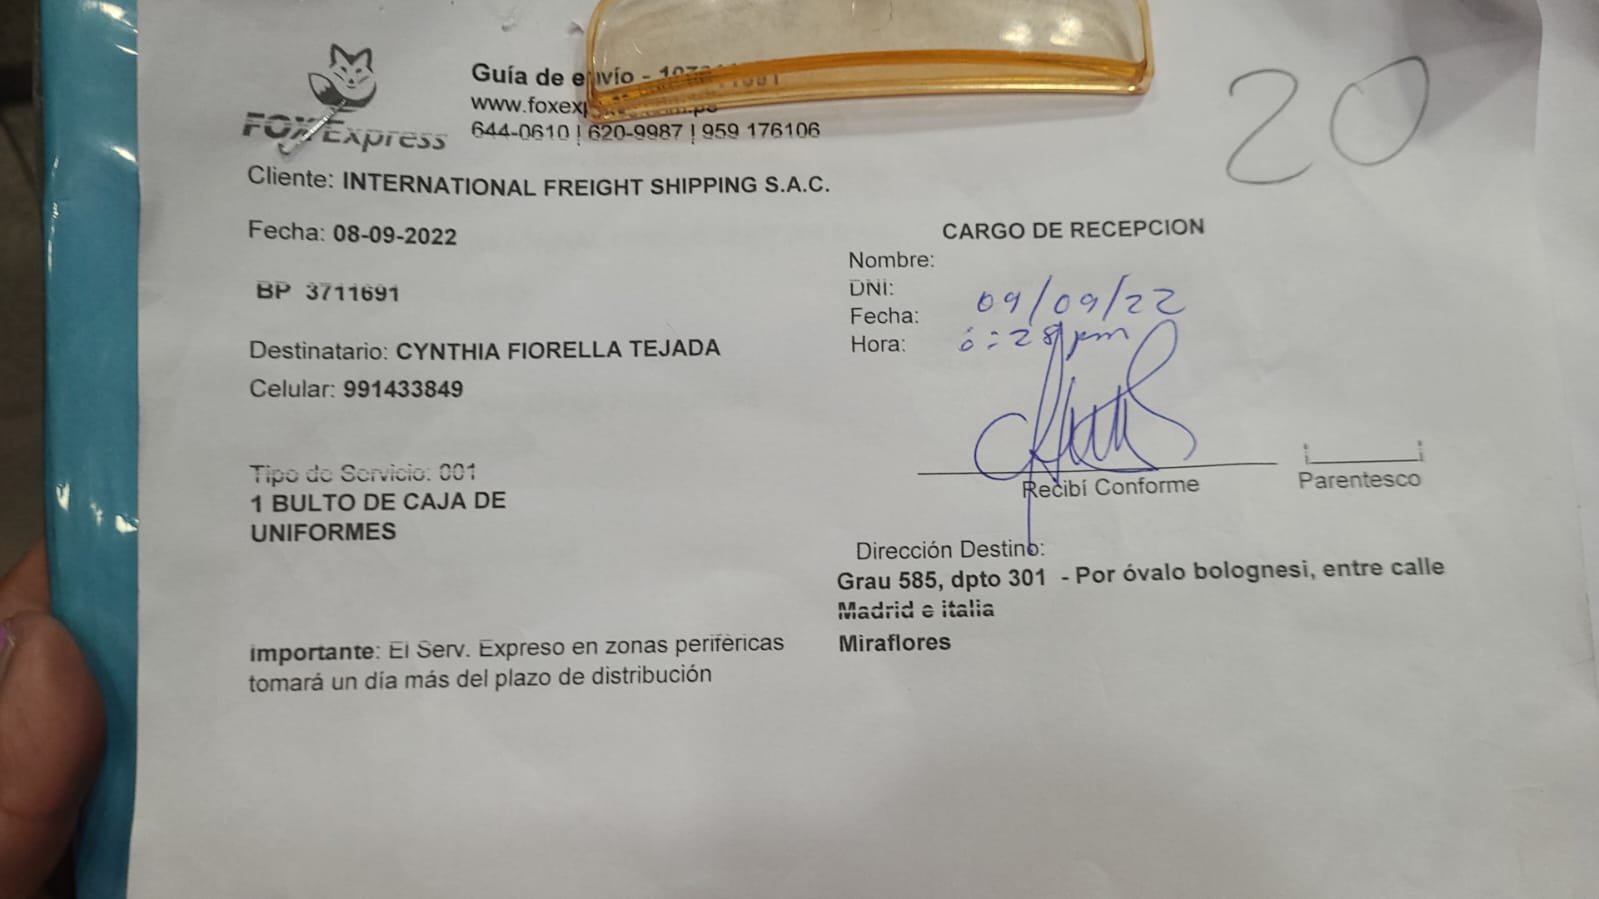 FOX Express
Guía de envío -
www.foxexp
644-0610 | 620-9987 | 959 176106
20
Cliente: INTERNATIONAL FREIGHT SHIPPING S.A.C.
Fecha: 08-09-2022
BP 3711691
Destinatario: CYNTHIA FIORELLA TEJADA
Celular: 991433849
Tipo de Servicio: 001
1 BULTO DE CAJA DE
UNIFORMES
Importante: El Serv. Expreso en zonas periféricas
tomará un día más del plazo de distribución
CARGO DE RECEPCION
Nombre:
DNI:
Fecha: 09/09/22
Hora: 6:28 pm
Recibí Conforme
Parentesco
Dirección Destino:
Grau 585, dpto 301 - Por óvalo bolognesi, entre calle
Madrid e italia
Miraflores